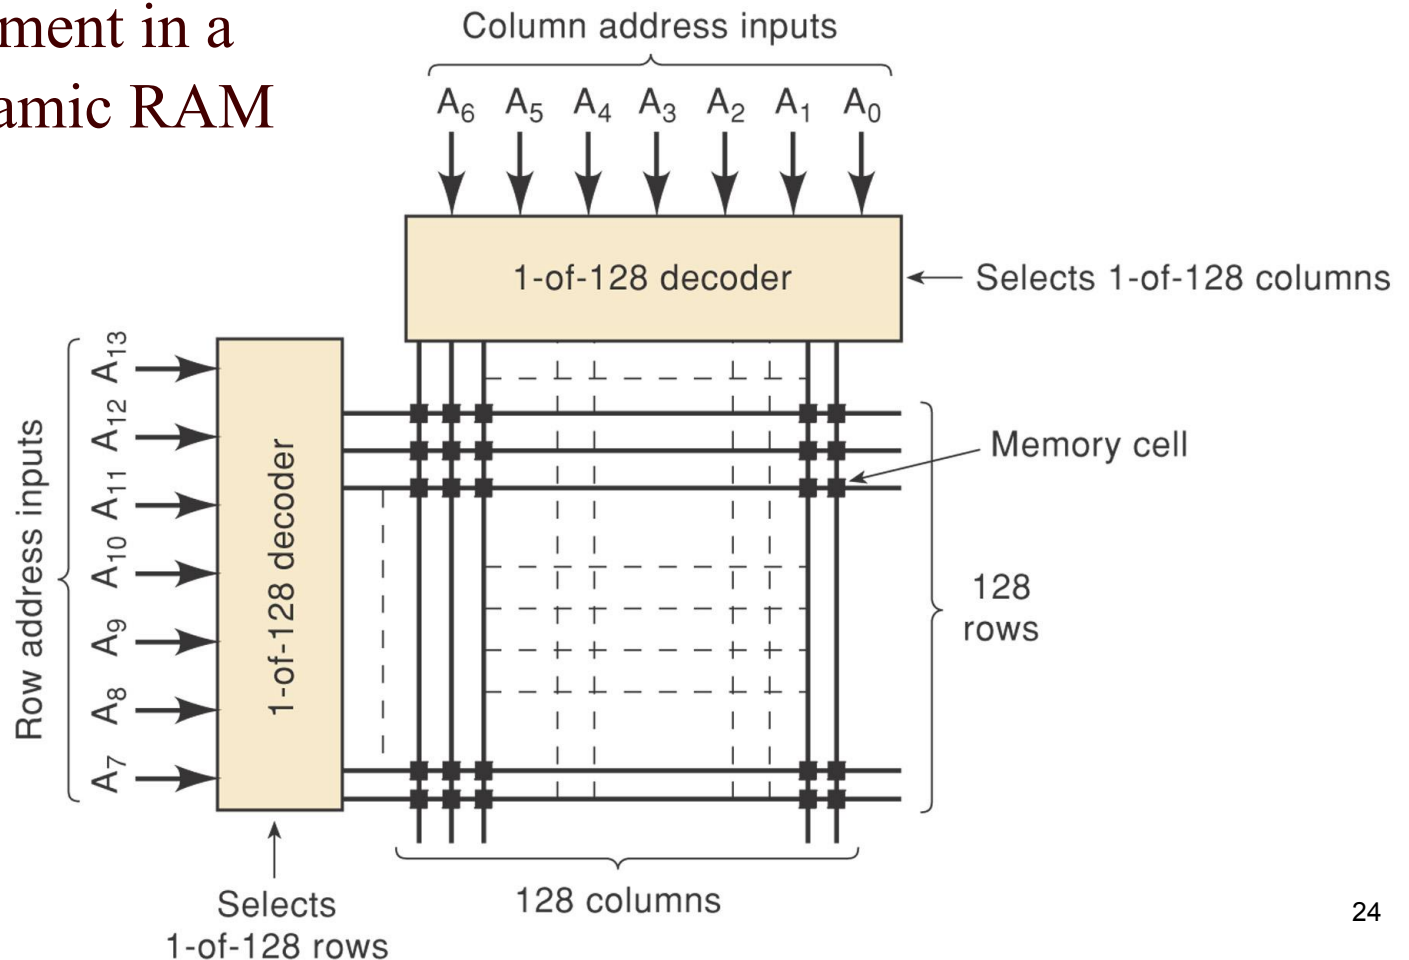 ment in a
amic RAM
Column address inputs
A6 A5 A4 A3 A2 A1 A0
1-of-128 decoder
Selects 1-of-128 columns
Row address inputs
A13
A12
A11
A10
A9
A8
A7
1-of-128 decoder
Memory cell
128
rows
128 columns
Selects
1-of-128 rows
24